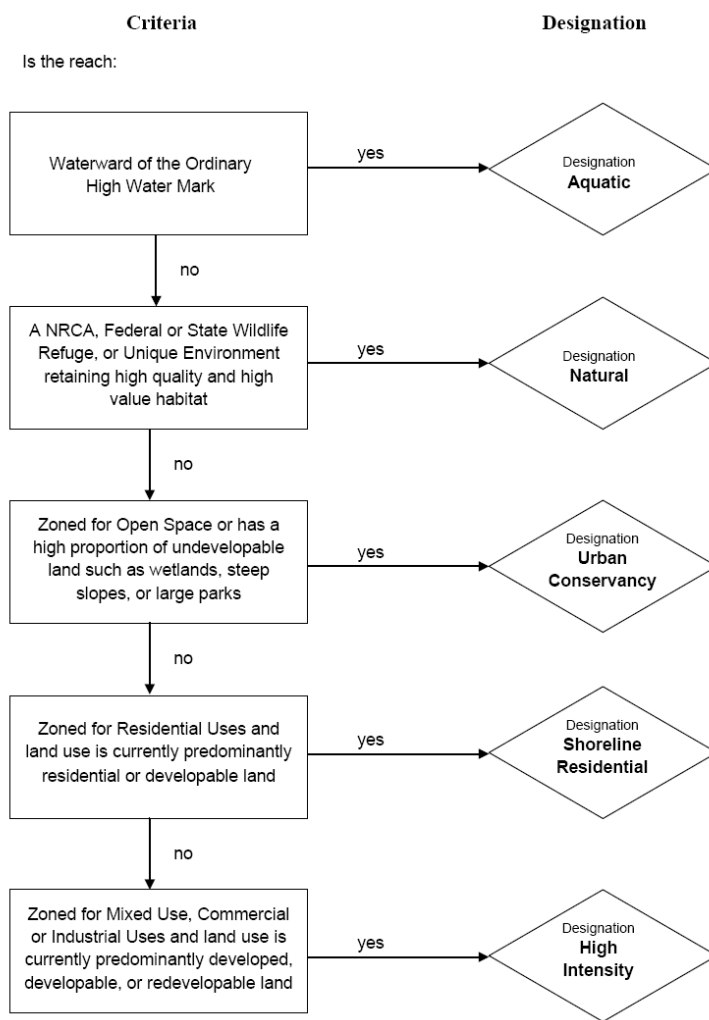 Criteria
Designation
Is the reach:
Waterward of the Ordinary
High Water Mark
yes
Designation
Aquatic
no
A NRCA, Federal or State Wildlife
Refuge, or Unique Environment
retaining high quality and high
value habitat
yes
Designation
Natural
no
Zoned for Open Space or has a
high proportion of undevelopable
land such as wetlands, steep
slopes, or large parks
yes
Designation
Urban
Conservancy
no
Zoned for Residential Uses and
land use is currently predominantly
residential or developable land
yes
Designation
Shoreline
Residential
no
Zoned for Mixed Use, Commercial
or Industrial Uses and land use is
currently predominantly developed,
developable, or redevelopable land
yes
Designation
High
Intensity